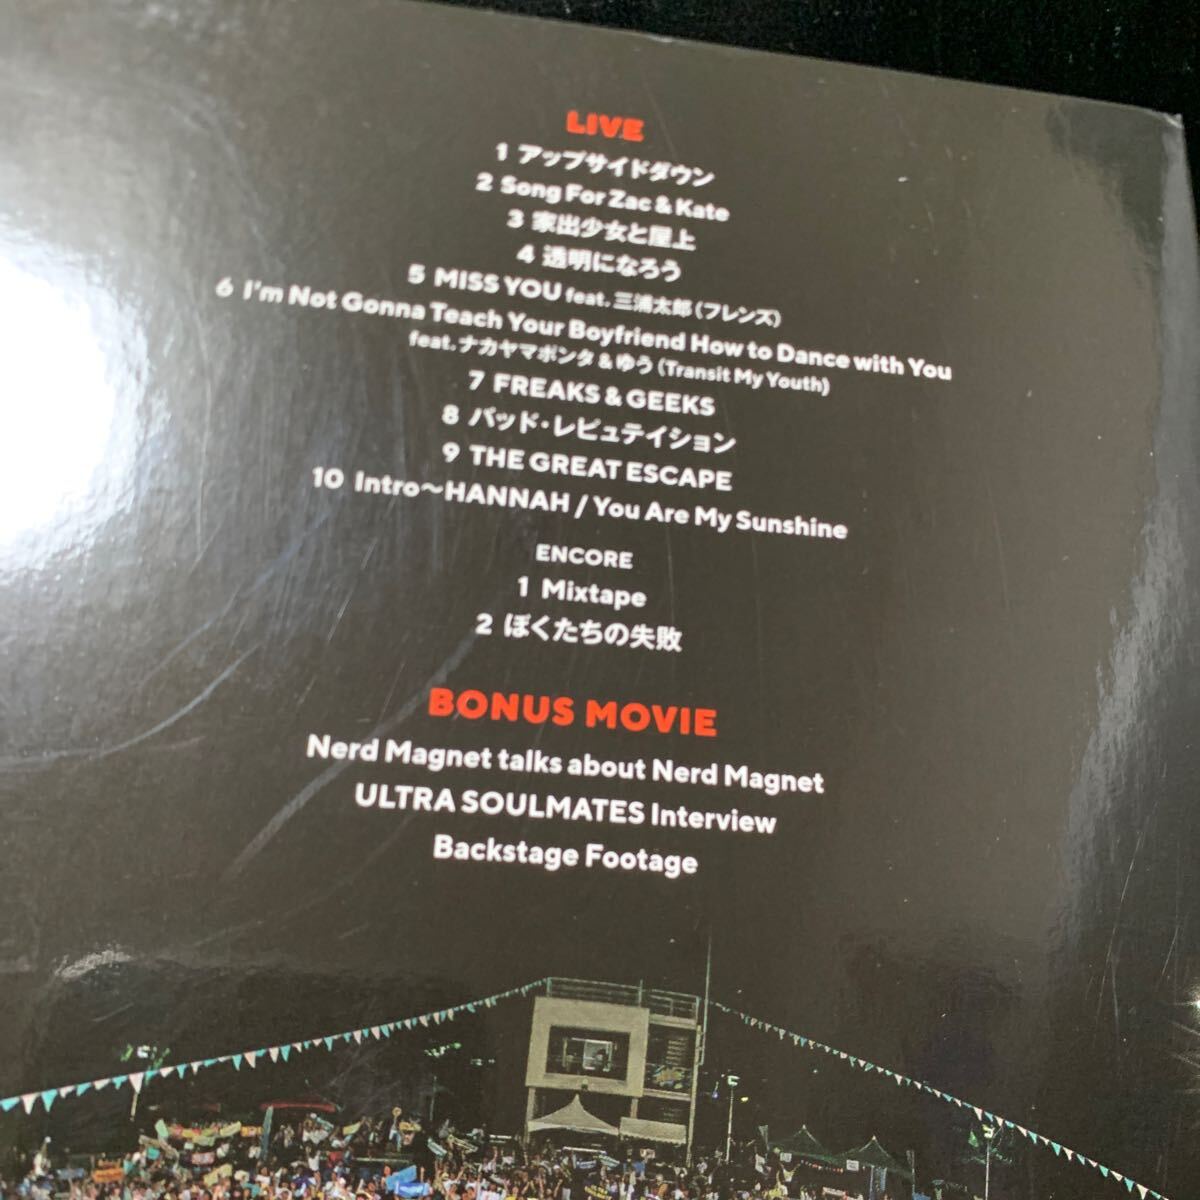 LIVE
1 アップサイドダウン
2 Song For Zac & Kate
3 家出少女と屋上
4 透明になろう
5 MISS YOU feat. 三浦太郎（フレンズ）
6 I'm Not Gonna Teach Your Boyfriend How to Dance with You
feat. ナカヤマボンタ & ゆう（Transit My Youth）
7 FREAKS & GEEKS
8 バッド・レピュテイション
9 THE GREAT ESCAPE
10 Intro〜HANNAH / You Are My Sunshine
ENCORE
1 Mixtape
2 ぼくたちの失敗
BONUS MOVIE
Nerd Magnet talks about Nerd Magnet
ULTRA SOULMATES Interview
Backstage Footage